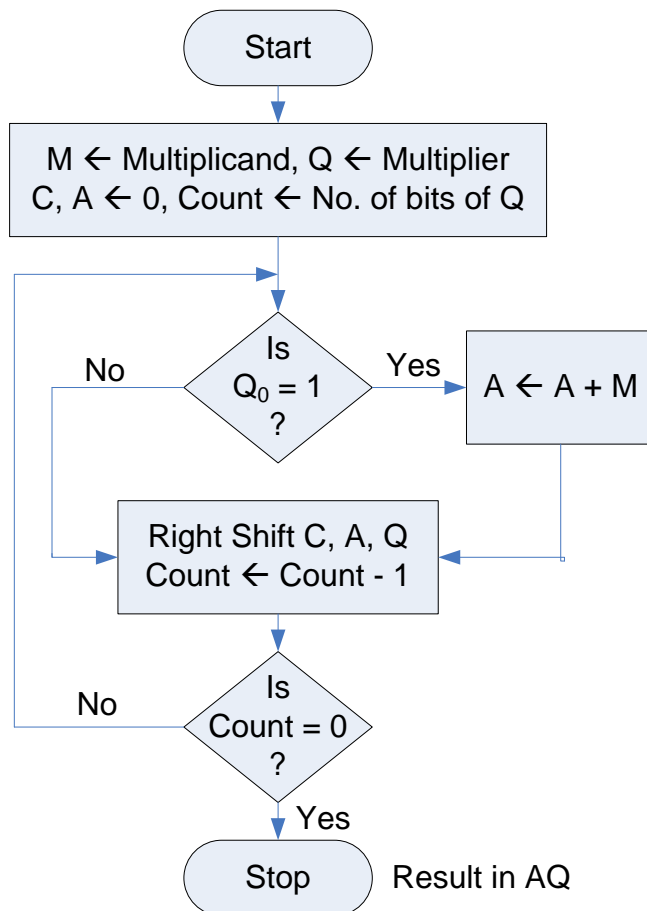 Start
M ← Multiplicand, Q ← Multiplier
C, A ← 0, Count ← No. of bits of Q
Is
Q₀ = 1
?
No
Yes
A ← A + M
Right Shift C, A, Q
Count ← Count - 1
Is
Count = 0
?
No
Yes
Stop
Result in AQ